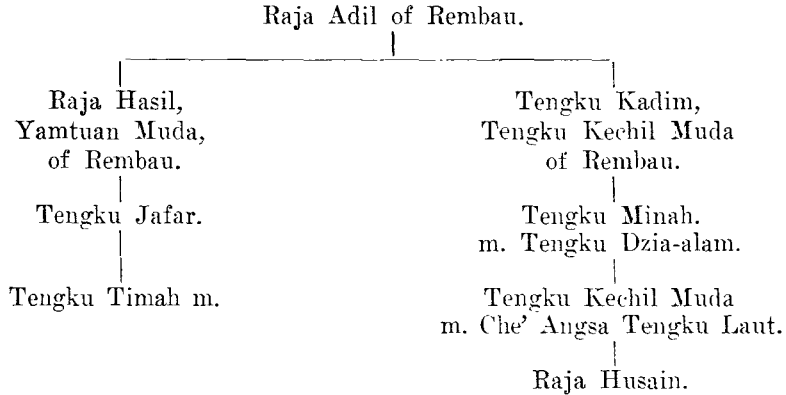 Raja Adil of Rembau.
Raja Hasil,
Yamtuan Muda,
of Rembau.
Tengku Jafar.
Tengku Timah m.
Tengku Kadim,
Tengku Kechil Muda
of Rembau.
Tengku Minah.
m. Tengku Dzia-alam.
Tengku Kechil Muda
m. Che' Angsa Tengku Laut.
Raja Husain.